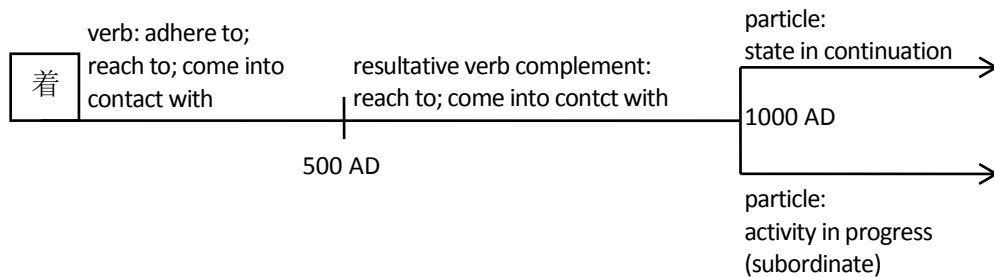 着
verb: adhere to;
reach to; come into
contact with
resultative verb complement:
reach to; come into contct with
500 AD
particle:
state in continuation
1000 AD
particle:
activity in progress
(subordinate)